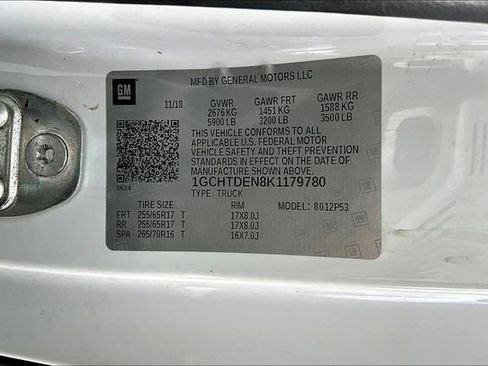 GM
MFD BY GENERAL MOTORS LLC
11/18 GVWR GAWR FRT GAWR RR
2676 KG 1451 KG 1588 KG
5900 LB 3200 LB 3500 LB
THIS VEHICLE CONFORMS TO ALL
APPLICABLE U.S. FEDERAL MOTOR
VEHICLE SAFETY STANDARDS IN
EFFECT ON THE DATE OF
MANUFACTURE SHOWN ABOVE.
1GCHTDEN8K1179780
0624 TYPE: TRUCK
TIRE SIZE RIM MODEL: 8012P53
FRT 255/65R17 T 17X8.0J
RR 255/65R17 T 17X8.0J
SPA 265/70R16 T 16X7.0J